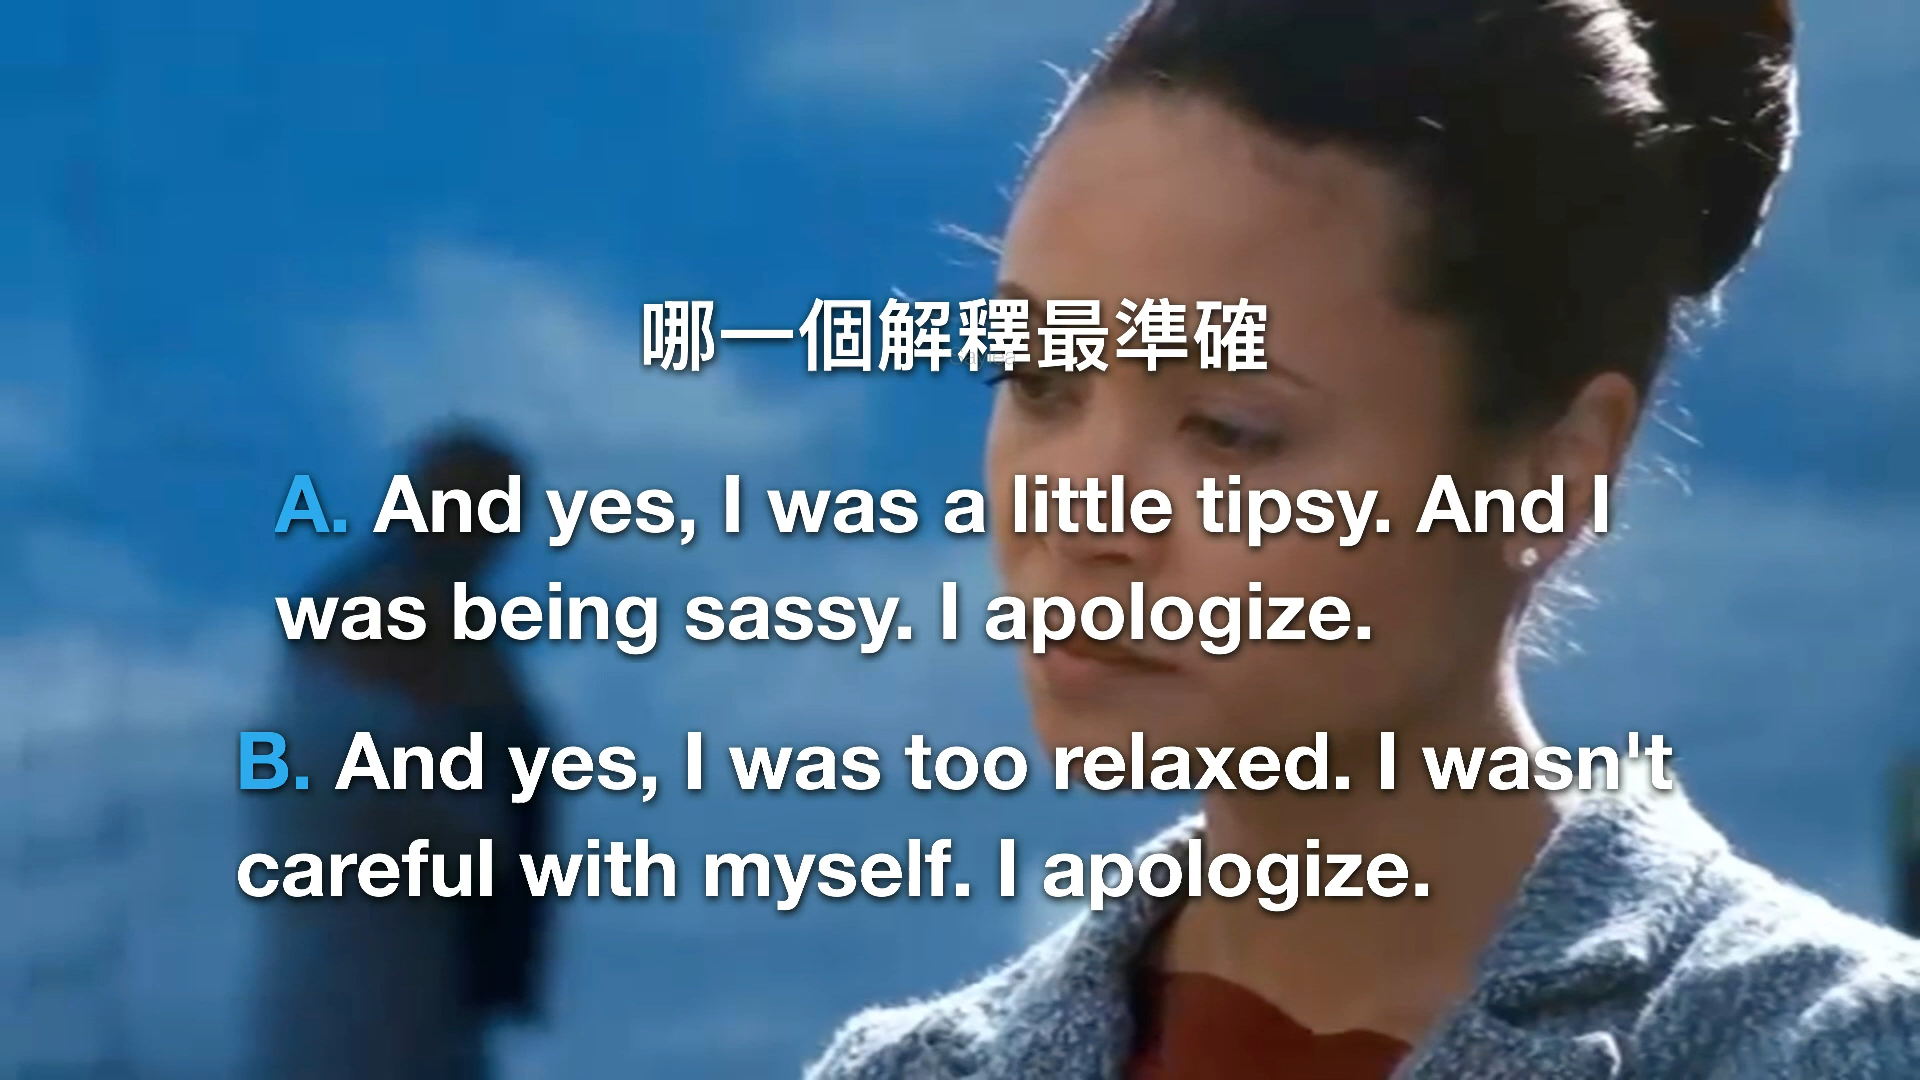 哪一個解釋最準確
A. And yes, I was a little tipsy. And I
was being sassy. I apologize.
B. And yes, I was too relaxed. I wasn't
careful with myself. I apologize.